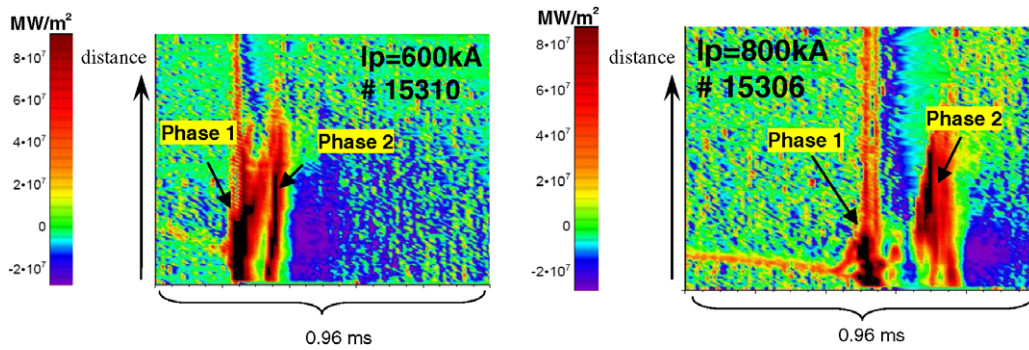 MW/m²
8•10⁷
6•10⁷
4•10⁷
2•10⁷
0
-2•10⁷
distance
Ip=600kA
# 15310
Phase 1
Phase 2
0.96 ms
MW/m²
8•10⁷
6•10⁷
4•10⁷
2•10⁷
0
-2•10⁷
distance
Ip=800kA
# 15306
Phase 1
Phase 2
0.96 ms